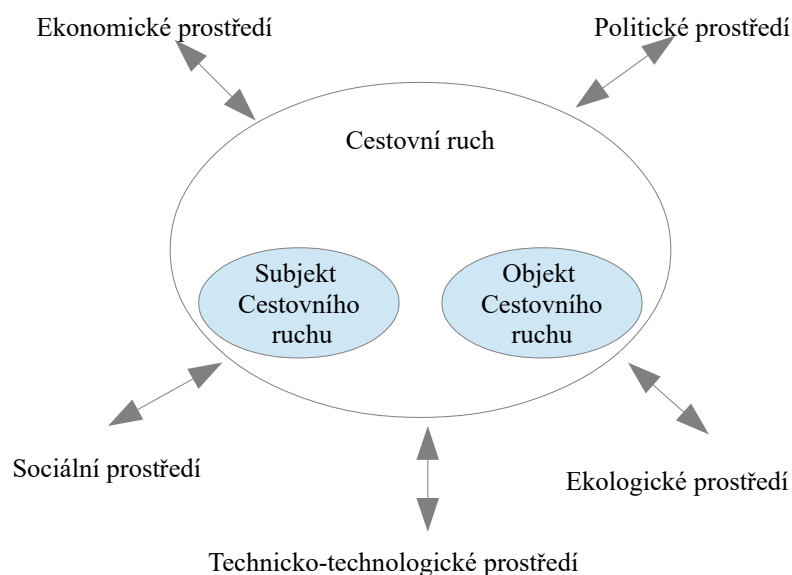 Ekonomické prostředí
Politické prostředí
Cestovní ruch
Subjekt
Cestovního
ruchu
Objekt
Cestovního
ruchu
Sociální prostředí
Ekologické prostředí
Technicko-technologické prostředí